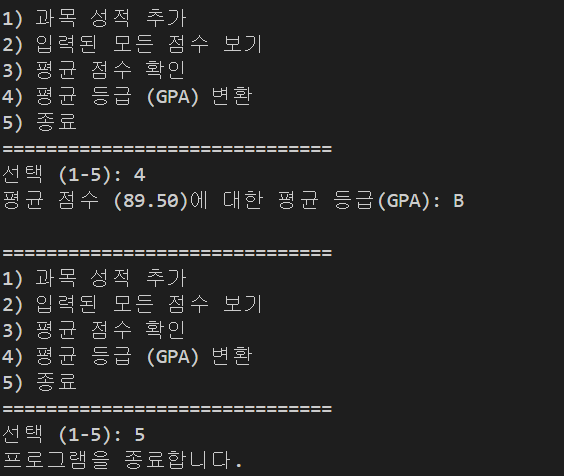 1) 과목 성적 추가
2) 입력된 모든 점수 보기
3) 평균 점수 확인
4) 평균 등급 (GPA) 변환
5) 종료
==============================
선택 (1-5): 4
평균 점수 (89.50)에 대한 평균 등급(GPA): B
==============================
1) 과목 성적 추가
2) 입력된 모든 점수 보기
3) 평균 점수 확인
4) 평균 등급 (GPA) 변환
5) 종료
==============================
선택 (1-5): 5
프로그램을 종료합니다.